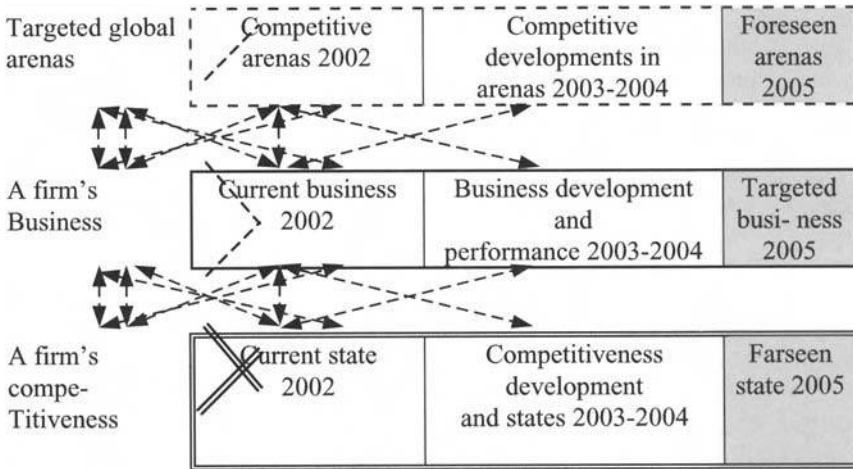 Targeted global
arenas
Competitive
arenas 2002
Competitive
developments in
arenas 2003-2004
Foreseen
arenas
2005
A firm's
Business
Current business
2002
Business development
and
performance 2003-2004
Targeted
busi- ness
2005
A firm's
compe-
Titiveness
Current state
2002
Competitiveness
development
and states 2003-2004
Farseen
state 2005